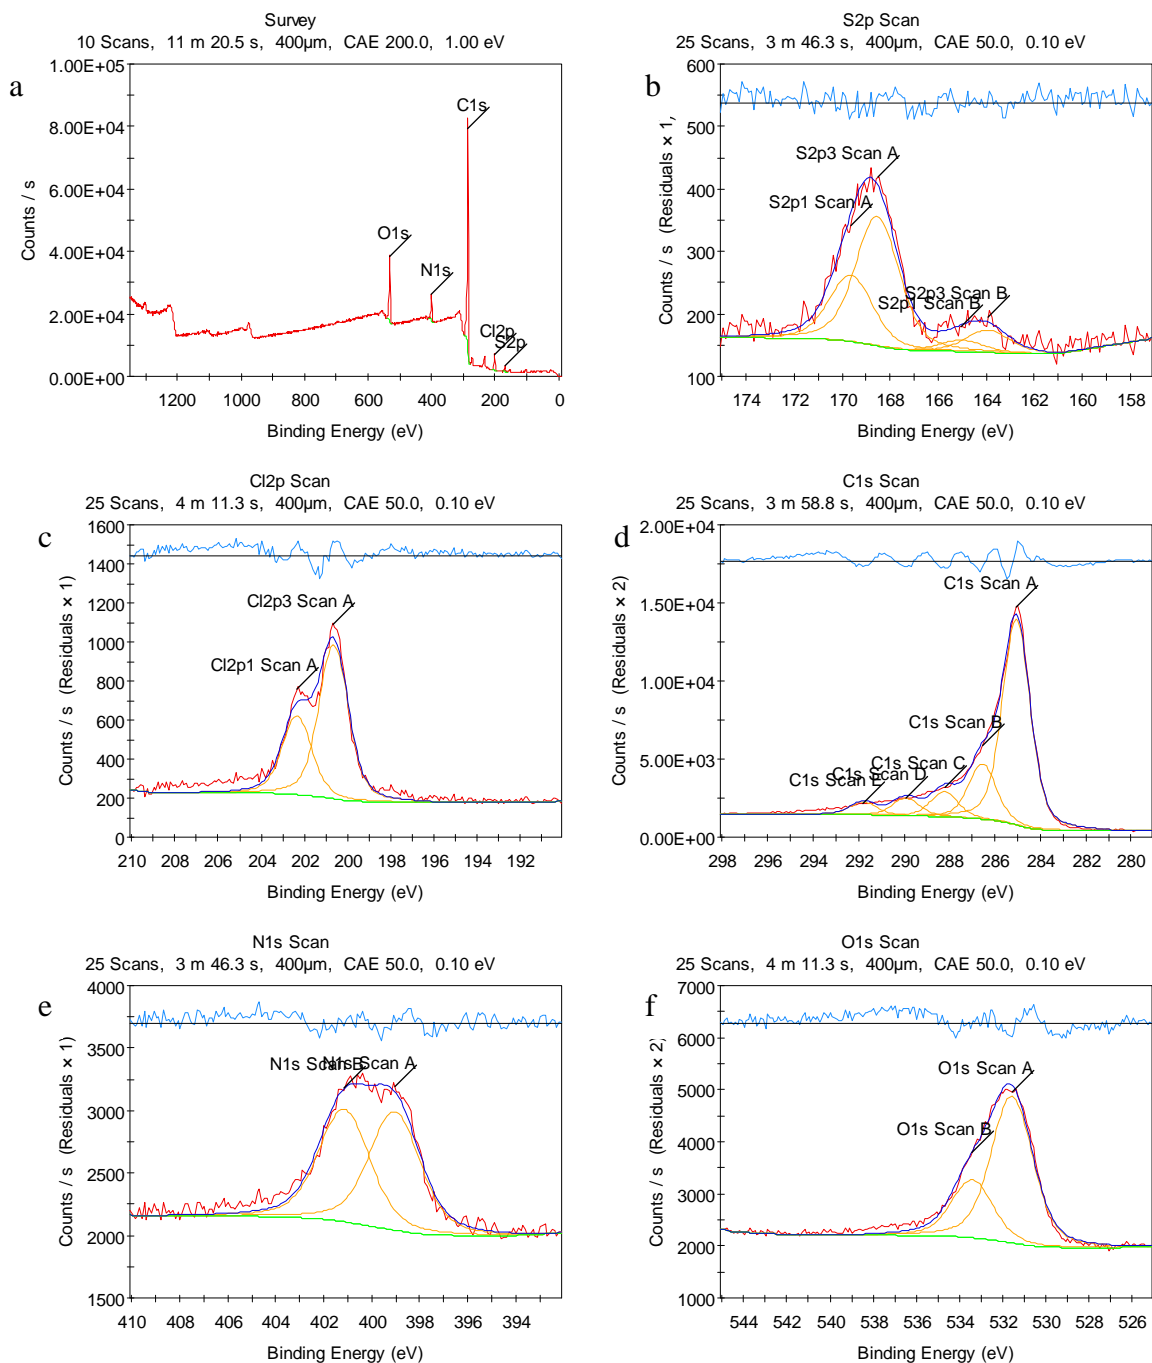 Survey
10 Scans, 11 m 20.5 s, 400µm, CAE 200.0, 1.00 eV
a
1.00E+05
8.00E+04
6.00E+04
4.00E+04
2.00E+04
0.00E+00
Counts / s
C1s
O1s
N1s
Cl2p
S2p
1200 1000 800 600 400 200 0
Binding Energy (eV)
S2p Scan
25 Scans, 3 m 46.3 s, 400µm, CAE 50.0, 0.10 eV
b
600
500
400
300
200
100
Counts / s (Residuals × 1)
S2p3 Scan A
S2p1 Scan A
S2p3 Scan B
S2p1 Scan B
174 172 170 168 166 164 162 160 158
Binding Energy (eV)
Cl2p Scan
25 Scans, 4 m 11.3 s, 400µm, CAE 50.0, 0.10 eV
c
1600
1400
1200
1000
800
600
400
200
0
Counts / s (Residuals × 1)
Cl2p3 Scan A
Cl2p1 Scan A
210 208 206 204 202 200 198 196 194 192
Binding Energy (eV)
C1s Scan
25 Scans, 3 m 58.8 s, 400µm, CAE 50.0, 0.10 eV
d
2.00E+04
1.50E+04
1.00E+04
5.00E+03
0.00E+00
Counts / s (Residuals × 2)
C1s Scan A
C1s Scan B
C1s Scan C
C1s Scan D
C1s Scan E
298 296 294 292 290 288 286 284 282 280
Binding Energy (eV)
N1s Scan
25 Scans, 3 m 46.3 s, 400µm, CAE 50.0, 0.10 eV
e
4000
3500
3000
2500
2000
1500
Counts / s (Residuals × 1)
N1s Scan B
N1s Scan A
410 408 406 404 402 400 398 396 394
Binding Energy (eV)
O1s Scan
25 Scans, 4 m 11.3 s, 400µm, CAE 50.0, 0.10 eV
f
7000
6000
5000
4000
3000
2000
1000
Counts / s (Residuals × 2)
O1s Scan A
O1s Scan B
544 542 540 538 536 534 532 530 528 526
Binding Energy (eV)